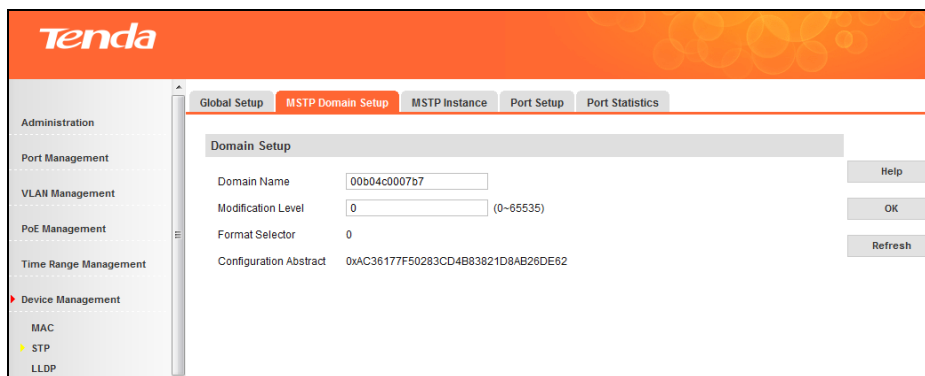 Tenda
Global Setup
MSTP Domain Setup
MSTP Instance
Port Setup
Port Statistics
Administration
Port Management
VLAN Management
PoE Management
Time Range Management
Device Management
MAC
STP
LLDP
Domain Setup
Domain Name 00b04c0007b7
Modification Level 0 (0~65535)
Format Selector 0
Configuration Abstract 0xAC36177F50283CD4B83821D8AB26DE62
Help
OK
Refresh